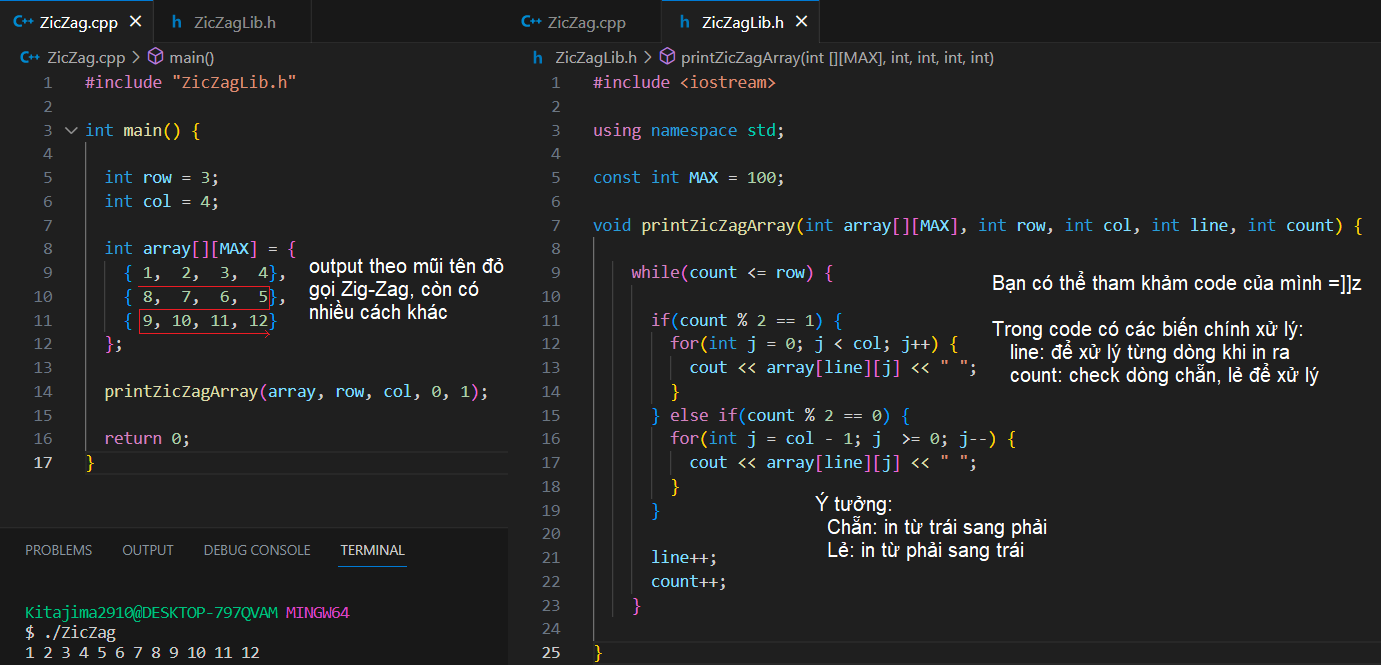 ZicZag.cpp
ZicZagLib.h
ZicZag.cpp > main()
1 #include "ZicZagLib.h"
2
3 int main() {
4
5 int row = 3;
6 int col = 4;
7
8 int array[][MAX] = {
9 { 1, 2, 3, 4},
10 { 8, 7, 6, 5},
11 { 9, 10, 11, 12}
12 };
13
14 printZicZagArray(array, row, col, 0, 1);
15
16 return 0;
17 }
output theo mũi tên đỏ
gọi Zig-Zag, còn có
nhiều cách khác
PROBLEMS OUTPUT DEBUG CONSOLE TERMINAL
Kitajima2910@DESKTOP-797QVAM MINGW64
$ ./ZicZag
1 2 3 4 5 6 7 8 9 10 11 12
ZicZag.cpp
ZicZagLib.h
ZicZagLib.h > printZicZagArray(int [][MAX], int, int, int, int)
1 #include <iostream>
2
3 using namespace std;
4
5 const int MAX = 100;
6
7 void printZicZagArray(int array[][MAX], int row, int col, int line, int count) {
8
9 while(count <= row) {
10
11 if(count % 2 == 1) {
12 for(int j = 0; j < col; j++) {
13 cout << array[line][j] << " ";
14 }
15 } else if(count % 2 == 0) {
16 for(int j = col - 1; j >= 0; j--) {
17 cout << array[line][j] << " ";
18 }
19 }
20
21 line++;
22 count++;
23 }
24
25 }
Bạn có thể tham khảm code của mình =]]z
Trong code có các biến chính xử lý:
line: để xử lý từng dòng khi in ra
count: check dòng chẵn, lẻ để xử lý
Ý tưởng:
Chẵn: in từ trái sang phải
Lẻ: in từ phải sang trái